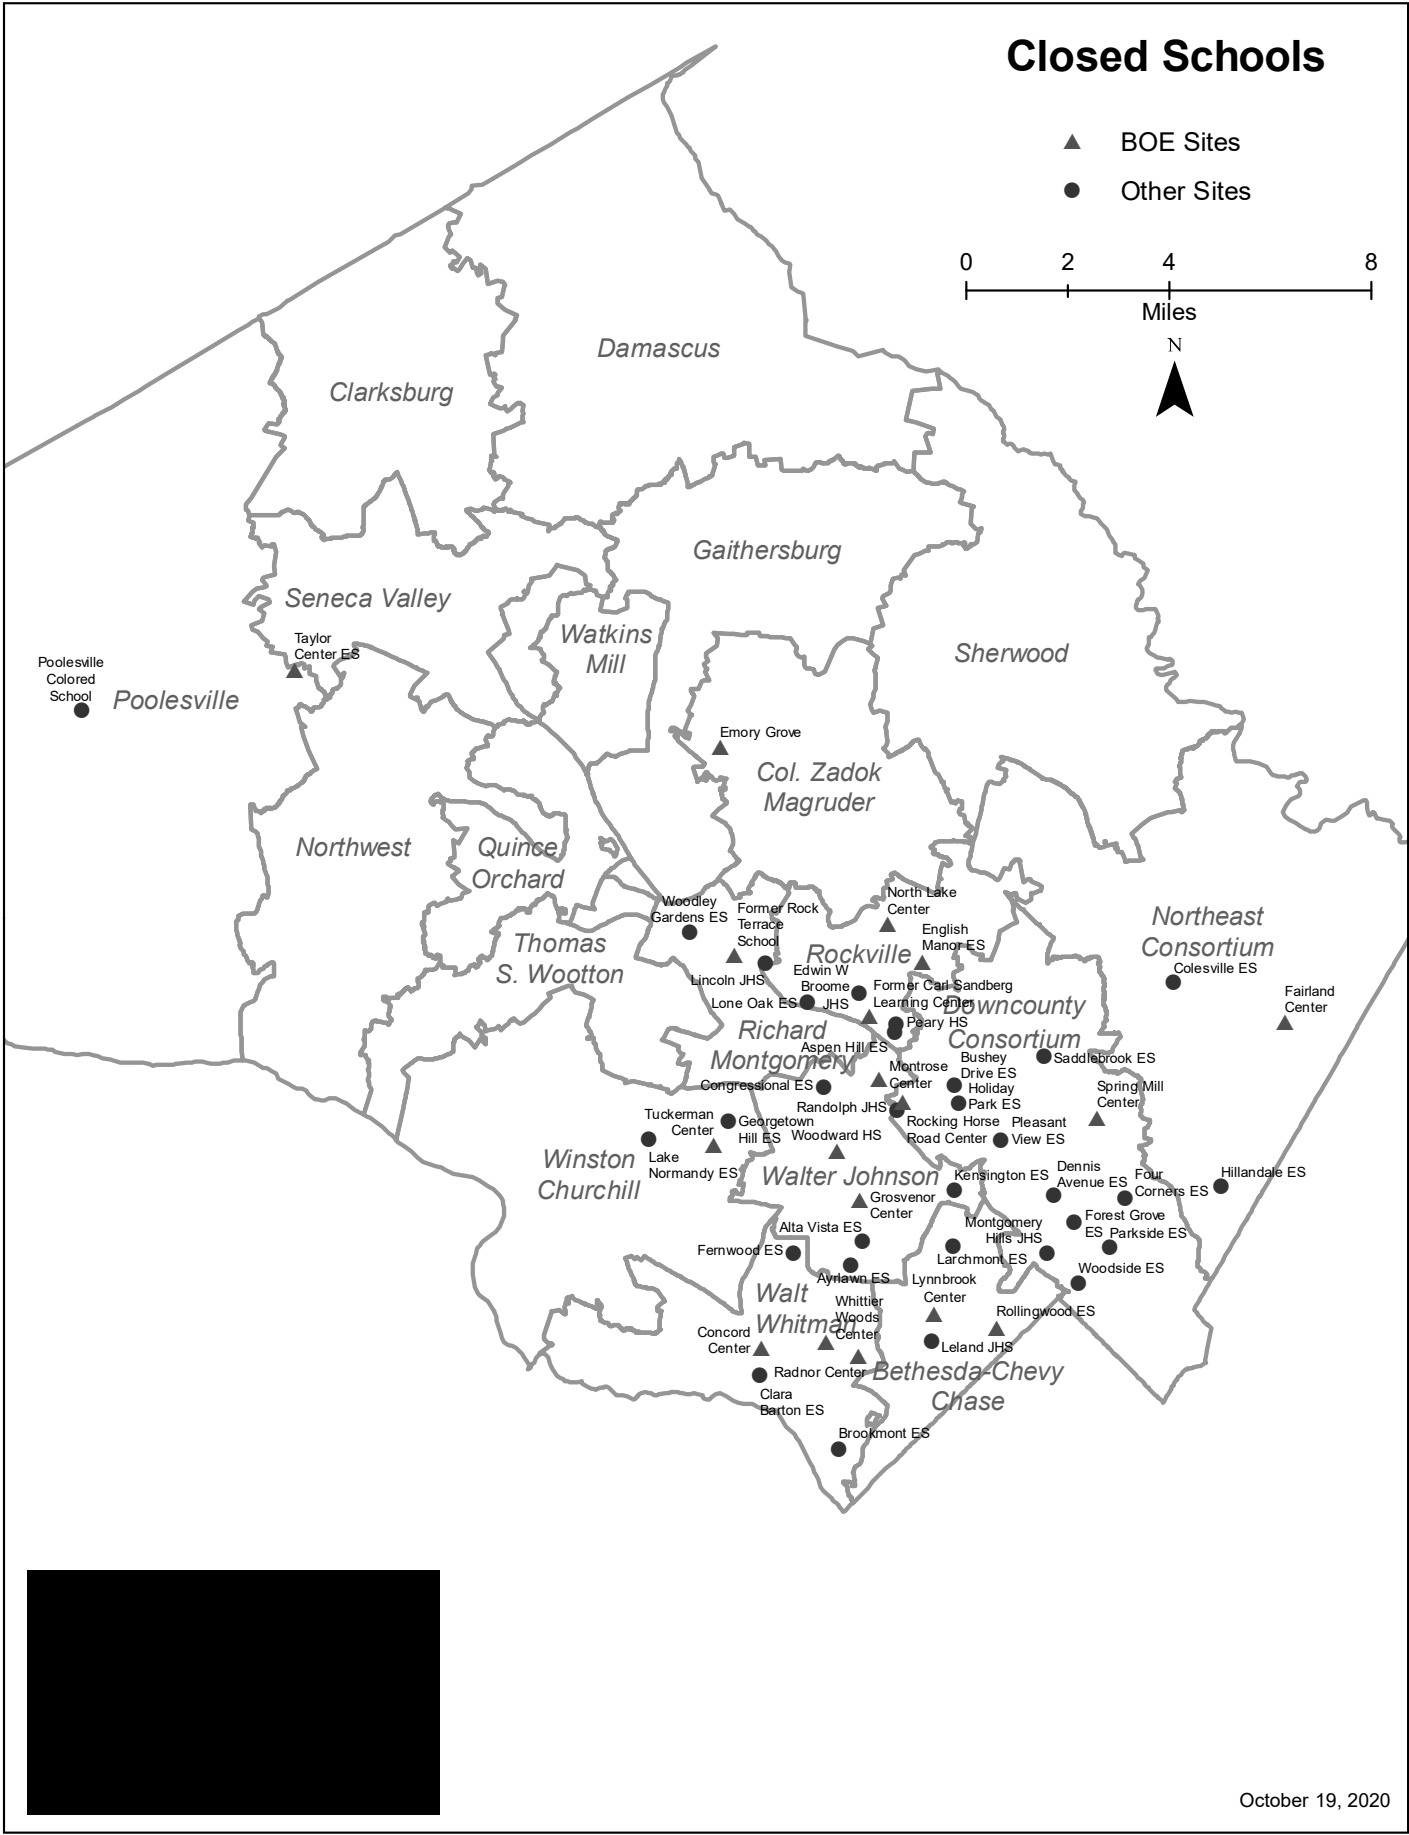 Closed Schools
BOE Sites
Other Sites
0 2 4 8
Miles
N
Damascus
Clarksburg
Gaithersburg
Seneca Valley
Watkins
Mill
Sherwood
Taylor
Center ES
Poolesville
Colored
School
Poolesville
Emory Grove
Col. Zadok
Magruder
Northwest
Quince
Orchard
Thomas
S. Wootton
Woodley
Gardens ES
Former Rock
Terrace
School
Lincoln JHS
North Lake
Center
English
Manor ES
Rockville
Northeast
Consortium
Colesville ES
Fairland
Center
Edwin W
Broome
JHS
Lone Oak ES
Former Carl Sandberg
Learning Center
Downcounty
Consortium
Peary HS
Richard
Montgomery
Aspen Hill ES
Saddlebrook ES
Bushey
Drive ES
Montrose
Center
Holiday
Park ES
Spring Mill
Center
Congressional ES
Randolph JHS
Rocking Horse
Road Center
Pleasant
View ES
Tuckerman
Center
Georgetown
Hill ES
Woodward HS
Lake
Normandy ES
Winston
Churchill
Walter Johnson
Kensington ES
Dennis
Avenue ES
Four
Corners ES
Hillandale ES
Grosvenor
Center
Forest Grove
ES
Parkside ES
Montgomery
Hills JHS
Alta Vista ES
Fernwood ES
Larchmont ES
Woodside ES
Ayrlawn ES
Lynnbrook
Center
Walt
Whitman
Whittier
Woods
Center
Rollingwood ES
Concord
Center
Leland JHS
Radnor Center
Bethesda-Chevy
Chase
Clara
Barton ES
Brookmont ES
October 19, 2020